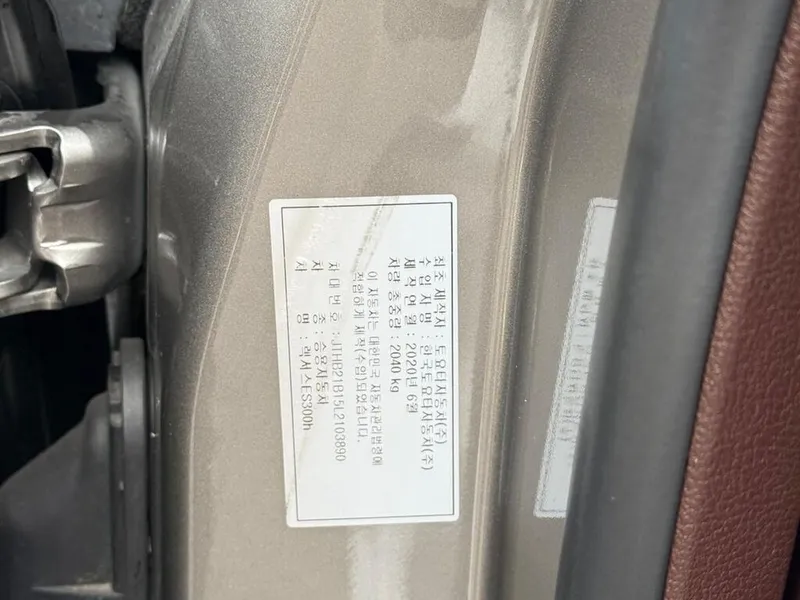 최초 제작자 : 토요타자동차(주)
수입 자명 : 한국토요타자동차(주)
제작연월 : 2020년 6월
차량 총중량 : 2040 kg
이 자동차는 대한민국 자동차관리법령에
적합하게 제작(수입)되었습니다.
차 대 번 호 : JTHB21B15L2103890
차 종 : 승용자동차
차 명 : 렉서스ES300h